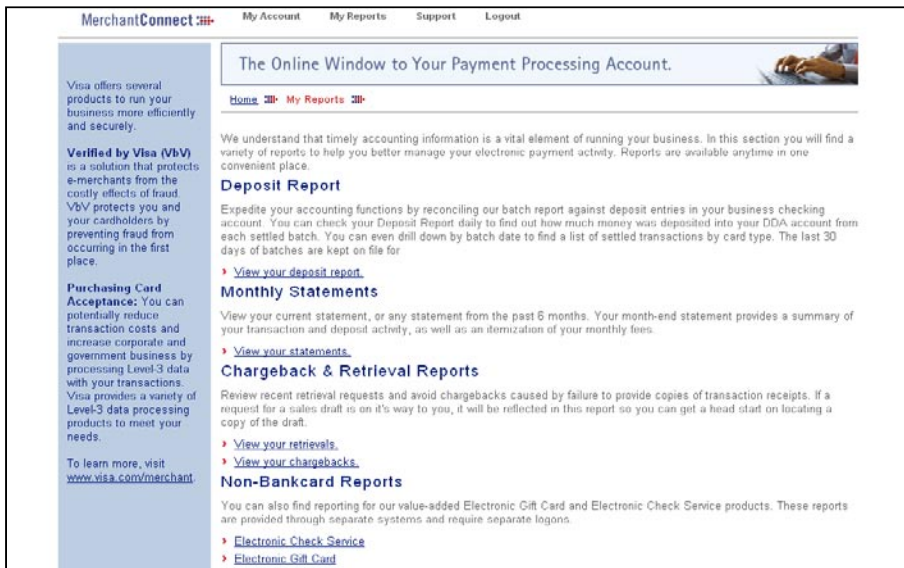 MerchantConnect
My Account My Reports Support Logout
The Online Window to Your Payment Processing Account.
Home My Reports
Visa offers several
products to run your
business more efficiently
and securely.
Verified by Visa (VbV)
is a solution that protects
e-merchants from the
costly effects of fraud.
VbV protects you and
your cardholders by
preventing fraud from
occurring in the first
place.
Purchasing Card
Acceptance: You can
potentially reduce
transaction costs and
increase corporate and
government business by
processing Level-3 data
with your transactions.
Visa provides a variety of
Level-3 data processing
products to meet your
needs.
To learn more, visit
www.visa.com/merchant.
We understand that timely accounting information is a vital element of running your business. In this section you will find a
variety of reports to help you better manage your electronic payment activity. Reports are available anytime in one
convenient place.
Deposit Report
Expedite your accounting functions by reconciling our batch report against deposit entries in your business checking
account. You can check your Deposit Report daily to find out how much money was deposited into your DDA account from
each settled batch. You can even drill down by batch date to find a list of settled transactions by card type. The last 30
days of batches are kept on file for
View your deposit report.
Monthly Statements
View your current statement, or any statement from the past 6 months. Your month-end statement provides a summary of
your transaction and deposit activity, as well as an itemization of your monthly fees.
View your statements.
Chargeback & Retrieval Reports
Review recent retrieval requests and avoid chargebacks caused by failure to provide copies of transaction receipts. If a
request for a sales draft is on it's way to you, it will be reflected in this report so you can get a head start on locating a
copy of the draft.
View your retrievals.
View your chargebacks.
Non-Bankcard Reports
You can also find reporting for our value-added Electronic Gift Card and Electronic Check Service products. These reports
are provided through separate systems and require separate logons.
Electronic Check Service
Electronic Gift Card